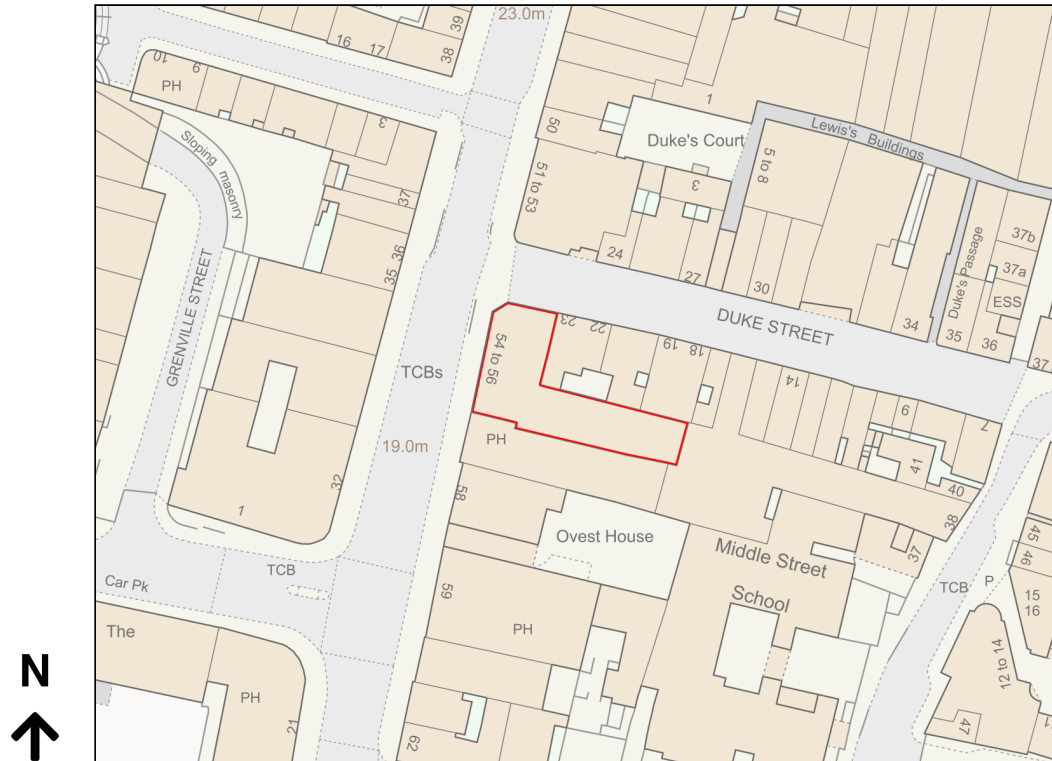 23.0m
39
16
17
38
10
9
PH
3
Sloping
masonry
37
36
35
GRENVILLE STREET
50
51 to 53
Duke's Court
1
3
5 to 8
Lewis's Buildings
24
27
30
34
DUKE STREET
Duke's Passage
37b
37a
ESS
35
36
37
54 to 56
23
22
19
18
14
9
7
TCBs
19.0m
PH
58
32
1
41
40
38
37
Ovest House
Middle Street
School
Car Pk
TCB
59
PH
TCB
P
45
46
15
16
12 to 14
47
11
The
PH
21
62
N